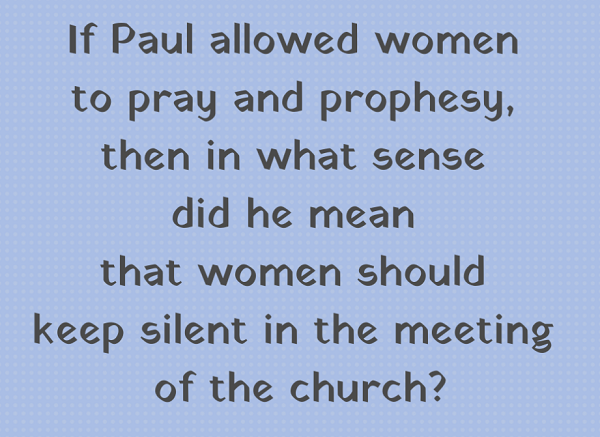 If Paul allowed women
to pray and prophesy,
then in what sense
did he mean
that women should
keep silent in the meeting
of the church?